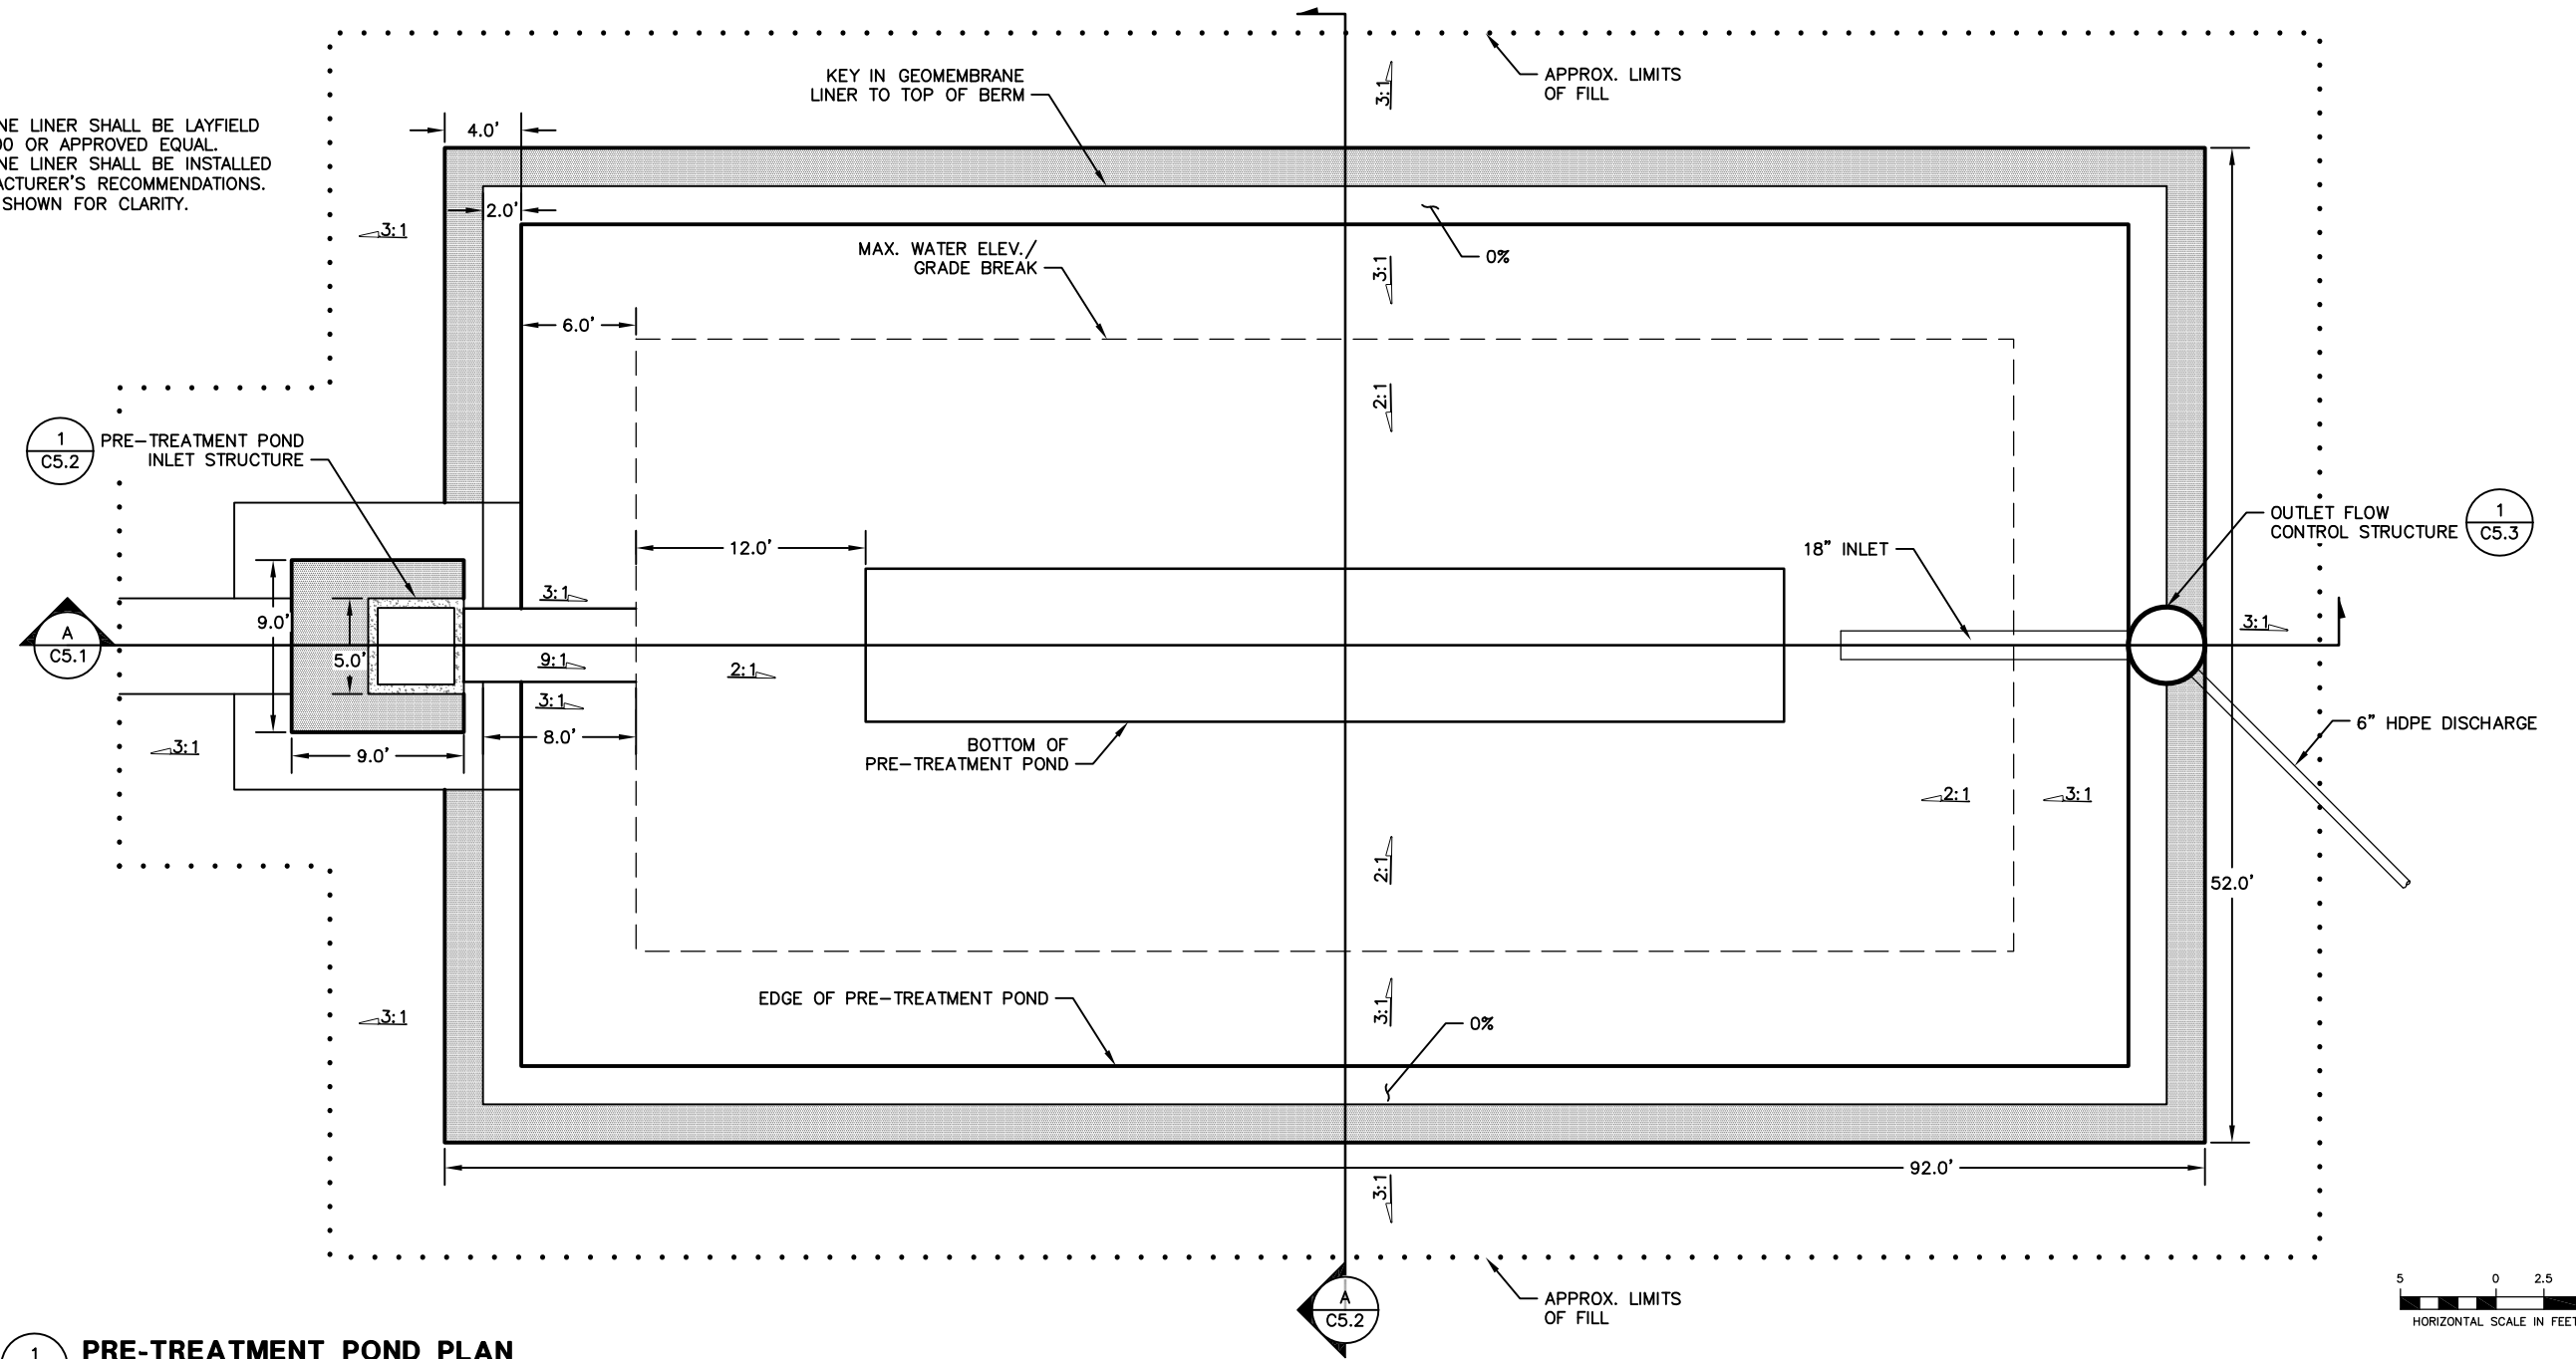 KEY IN GEOMEMBRANE
LINER TO TOP OF BERM
APPROX. LIMITS
OF FILL
3:1
LINER SHALL BE LAYFIELD
OR APPROVED EQUAL.
LINER SHALL BE INSTALLED
RECOMMENDATIONS.
SHOWN FOR CLARITY.
4.0'
2.0'
3:1
MAX. WATER ELEV./
GRADE BREAK
3:1
0%
6.0'
2:1
1
C5.2
PRE-TREATMENT POND
INLET STRUCTURE
12.0'
18" INLET
OUTLET FLOW
CONTROL STRUCTURE
1
C5.3
A
C5.1
9.0'
5.0'
3:1
9:1
3:1
2:1
3:1
8.0'
9.0'
3:1
BOTTOM OF
PRE-TREATMENT POND
6" HDPE DISCHARGE
2:1
3:1
2:1
52.0'
EDGE OF PRE-TREATMENT POND
3:1
0%
3:1
92.0'
3:1
APPROX. LIMITS
OF FILL
A
C5.2
5 0 2.5
HORIZONTAL SCALE IN FEET
1
PRE-TREATMENT POND PLAN